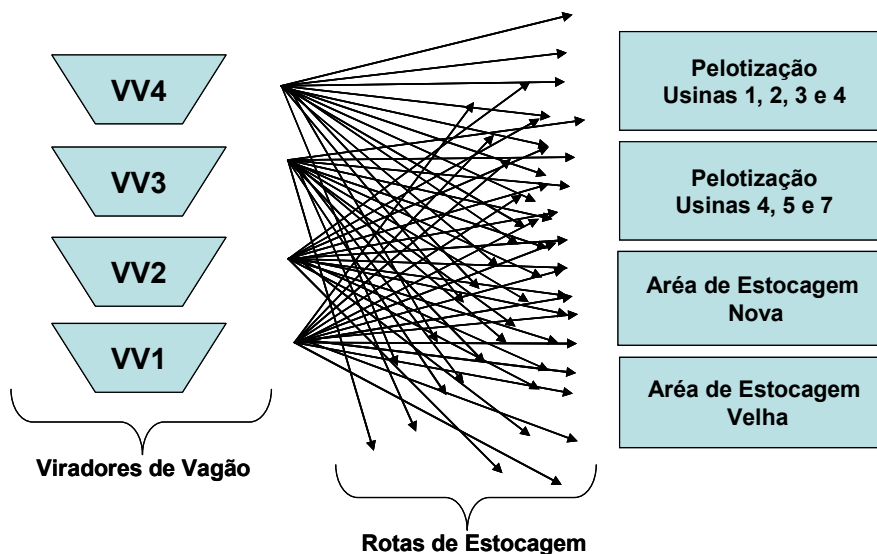 VV4
VV3
VV2
VV1
Viradores de Vagão
Rotas de Estocagem
Pelotização
Usinas 1, 2, 3 e 4
Pelotização
Usinas 4, 5 e 7
Aréa de Estocagem
Nova
Aréa de Estocagem
Velha